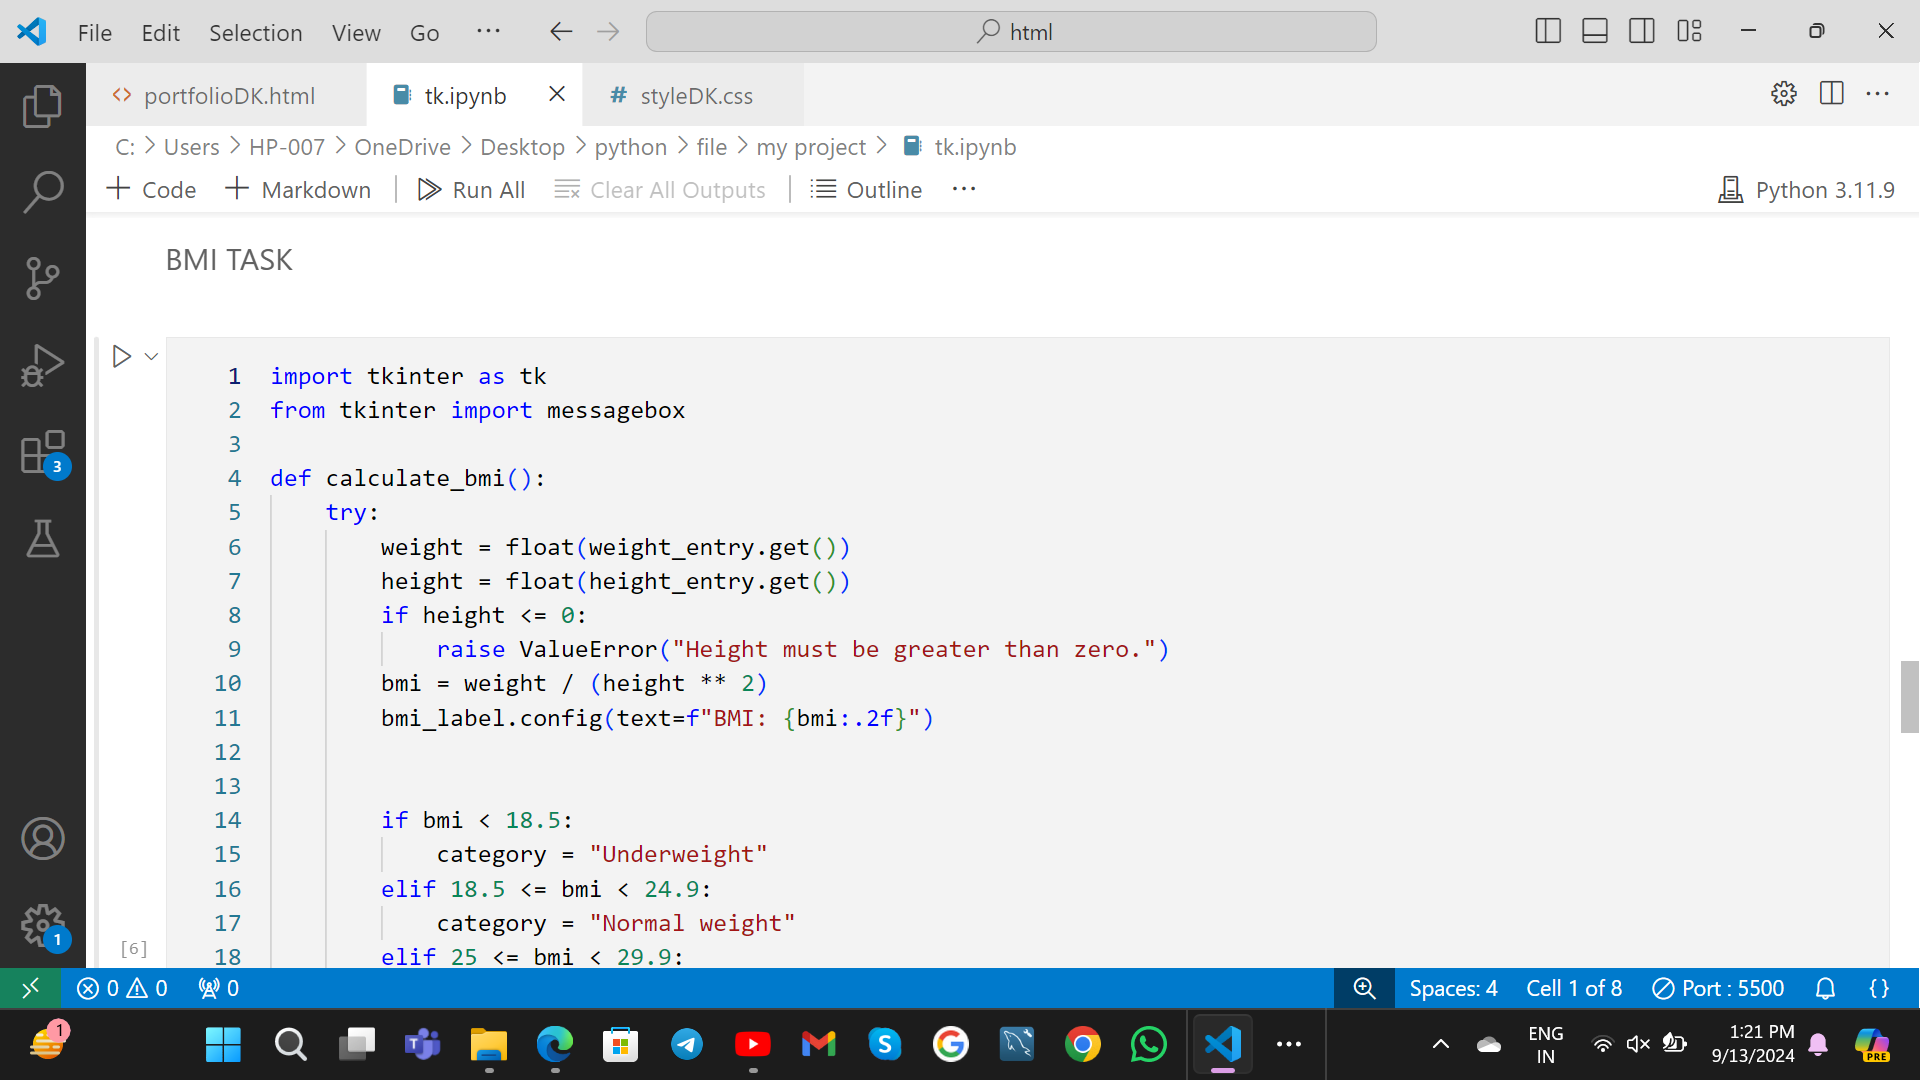 File Edit Selection View Go ··· html
portfolioDK.html tk.ipynb # styleDK.css
C: > Users > HP-007 > OneDrive > Desktop > python > file > my project > tk.ipynb
+ Code + Markdown Run All Clear All Outputs Outline ··· Python 3.11.9
BMI TASK
1 import tkinter as tk
2 from tkinter import messagebox
3
4 def calculate_bmi():
5 try:
6 weight = float(weight_entry.get())
7 height = float(height_entry.get())
8 if height <= 0:
9 raise ValueError("Height must be greater than zero.")
10 bmi = weight / (height ** 2)
11 bmi_label.config(text=f"BMI: {bmi:.2f}")
12
13
14 if bmi < 18.5:
15 category = "Underweight"
16 elif 18.5 <= bmi < 24.9:
17 category = "Normal weight"
[6]
18 elif 25 <= bmi < 29.9:
3
1
0 0 0 Spaces: 4 Cell 1 of 8 Port : 5500 {}
1
T
S
G
ENG
IN
1:21 PM
9/13/2024
PRE